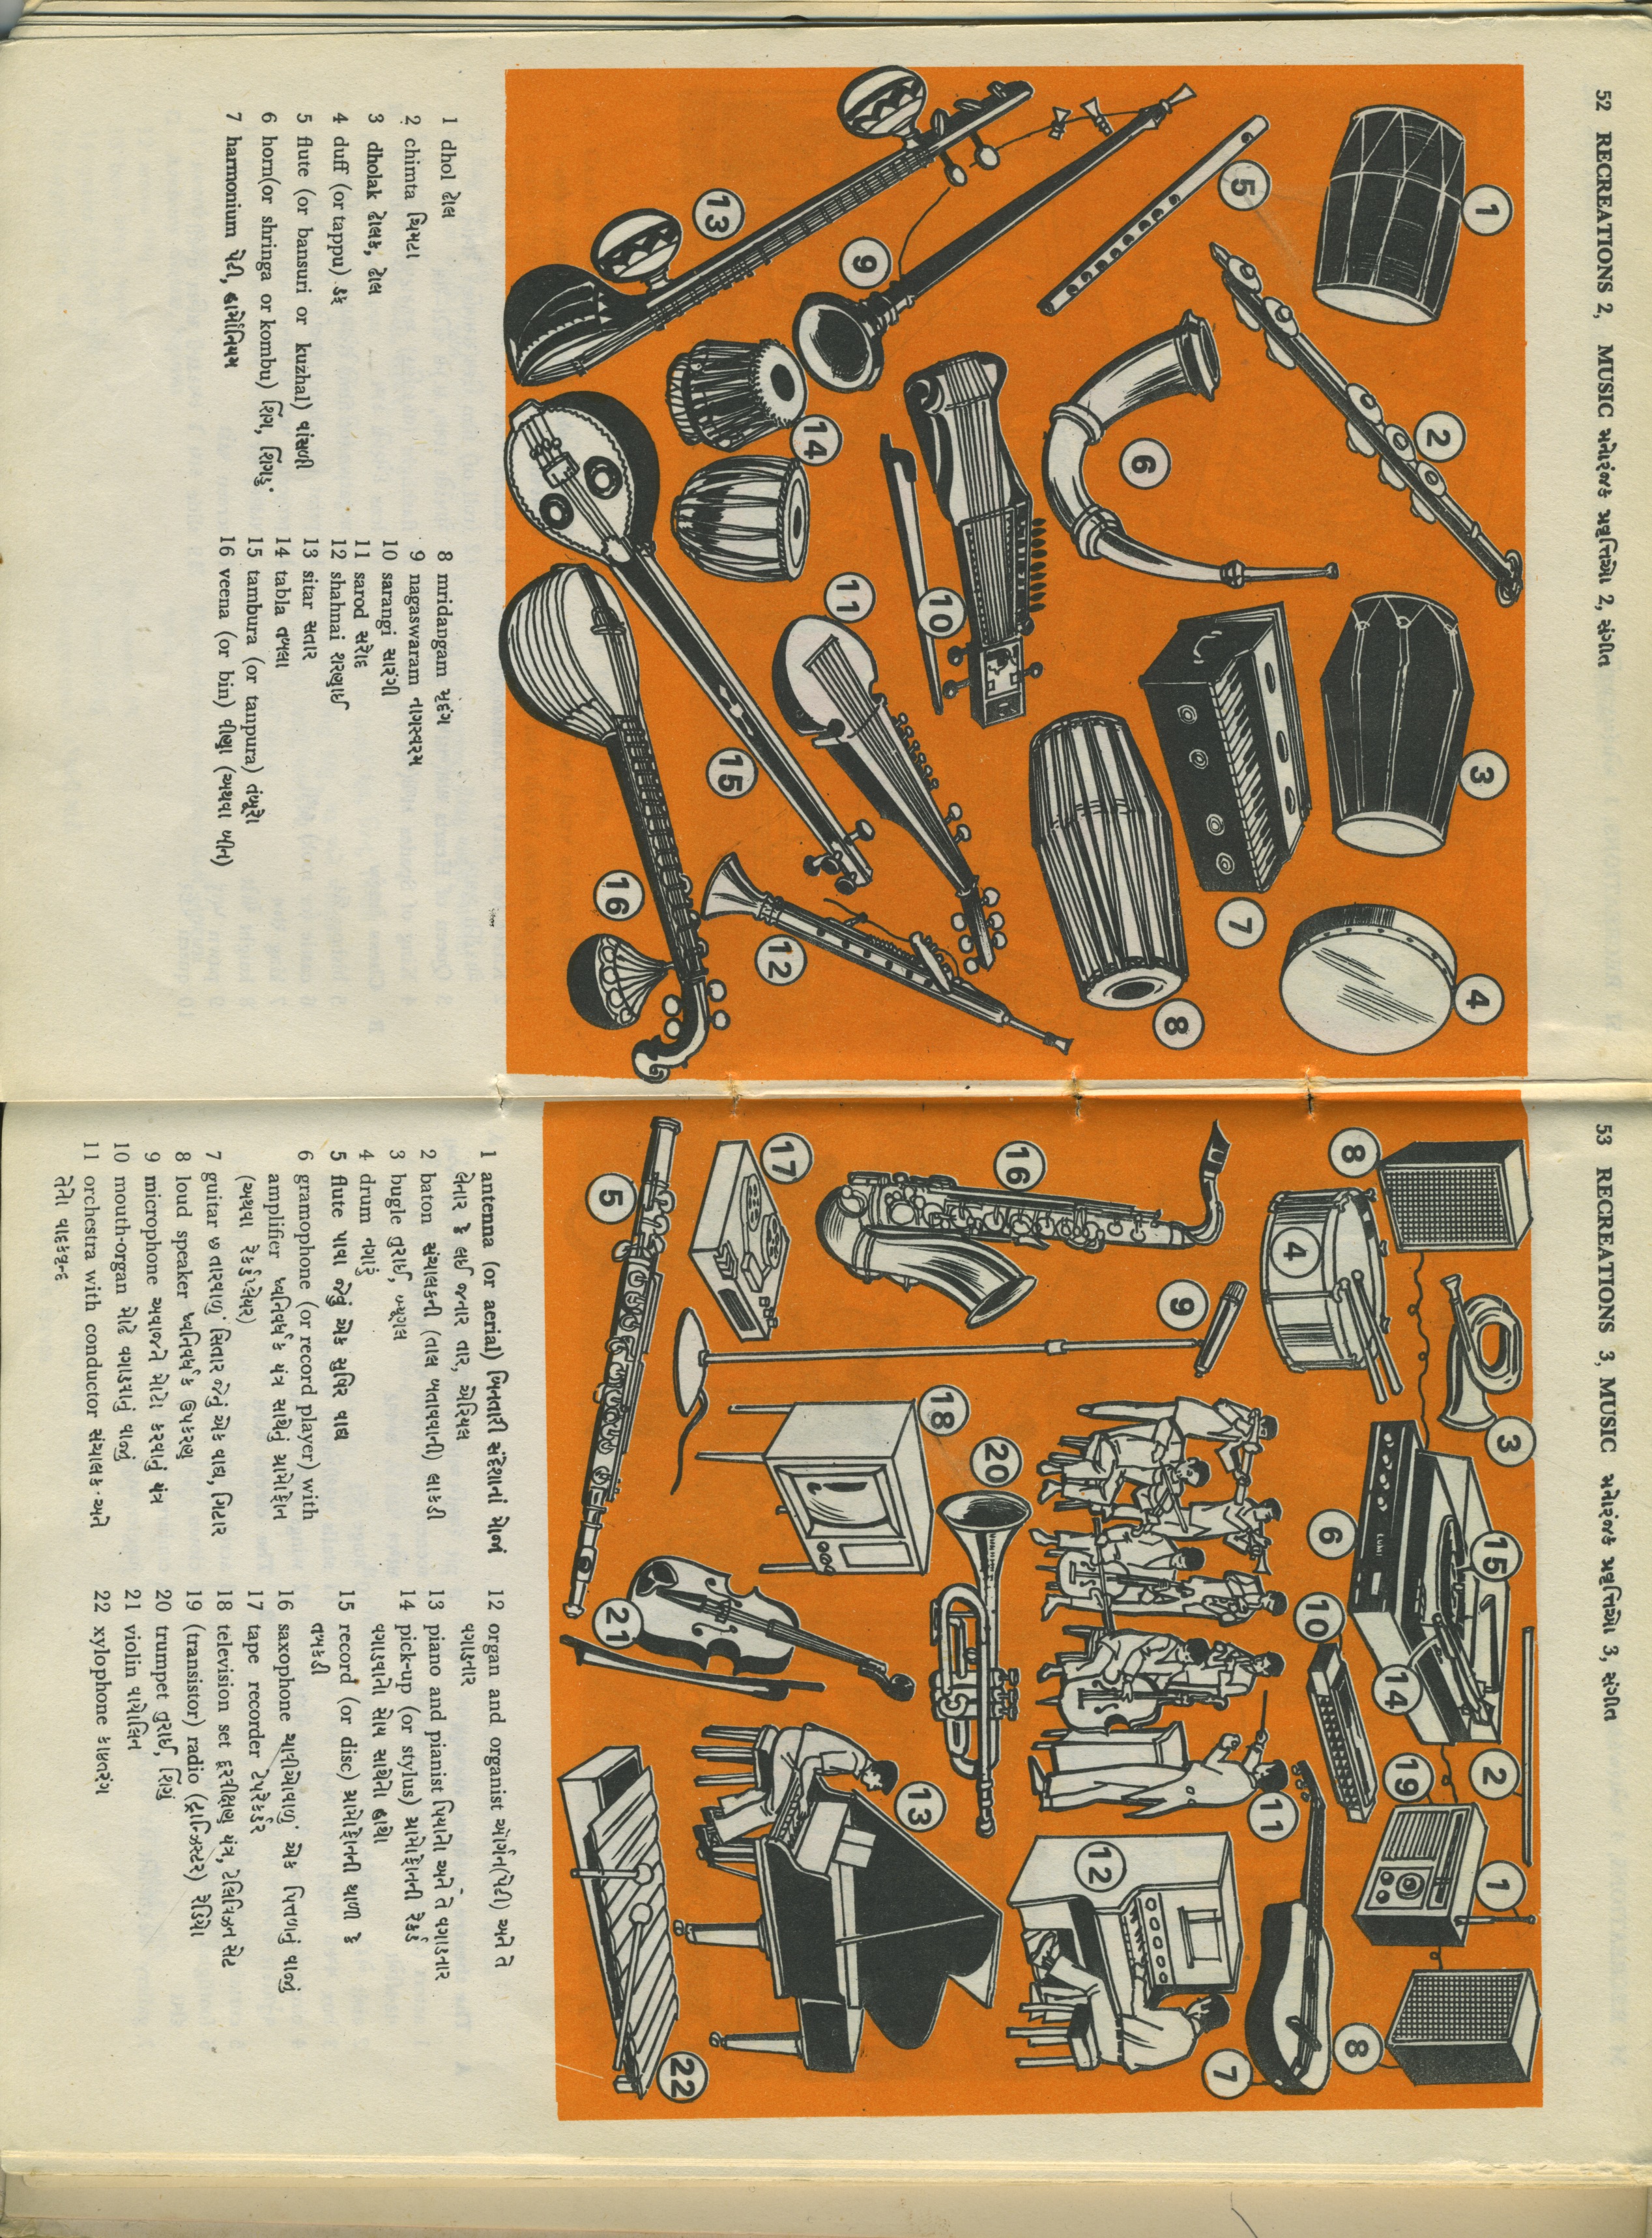 52 RECREATIONS 2, MUSIC મનોરંજક પ્રવૃત્તિઓ 2, સંગીત
1
2
3
4
5
6
7
8
9
10
11
12
13
14
15
16
1 dhol ઢોલ
2 chimta ચિમટા
3 dholak ઢોલક, ઢોલ
4 duff (or tappu) ડફ
5 flute (or bansuri or kuzhal) વાંસળી
6 horn(or shringa or kombu) શિંગ, શિંગડું
7 harmonium પેટી, હાર્મોનિયમ
8 mridangam મૃદંગ
9 nagaswaram નાગસ્વરમ
10 sarangi સારંગી
11 sarod સરોદ
12 shahnai શરણાઈ
13 sitar સતાર
14 tabla તબલા
15 tambura (or tanpura) તંબૂરો
16 veena (or bin) વીણા (અથવા બીન)
53 RECREATIONS 3, MUSIC મનોરંજક પ્રવૃત્તિઓ 3, સંગીત
3
15
2
1
14
19
8
8
6
10
4
11
7
9
12
16
20
18
13
17
22
5
21
LUMI
1 antenna (or aerial) બિનતારી સંદેશાનાં મોજાં
લેનાર કે લઈ જનાર તાર, એરિયલ
2 baton સંચાલકની (તાલ બતાવવાની) લાકડી
3 bugle તુરાઈ, બ્યૂગલ
4 drum નગારું
5 flute પાવા જેવું એક સુષિર વાદ્ય
6 gramophone (or record player) with
amplifier ધ્વનિવર્ધક યંત્ર સાથેનું ગ્રામોફોન
(અથવા રેકર્ડપ્લેયર)
7 guitar છ તારવાળું સિતાર જેનું એક વાદ્ય, ગિટાર
8 loud speaker ધ્વનિવર્ધક ઉપકરણ
9 microphone અવાજને મોટો કરવાનું યંત્ર
10 mouth-organ મોઢે વગાડવાનું વાજું
11 orchestra with conductor સંચાલક અને
તેનો વાદકવૃન્દ
12 organ and organist ઑર્ગન(પેટી) અને તે
વગાડનાર
13 piano and pianist પિયાનો અને તે વગાડનાર
14 pick-up (or stylus) ગ્રામોફોનની રેકર્ડ
વગાડવાનો સોય સાથેનો હાથો
15 record (or disc) ગ્રામોફોનની થાળી કે
તબકડી
16 saxophone ચાવીઓવાળું એક પિત્તળનું વાજું
17 tape recorder ટેપરેકર્ડર
18 television set દૂરવીક્ષણ યંત્ર, ટેલિવિઝન સેટ
19 (transistor) radio (ટ્રાન્ઝિસ્ટર) રેડિયો
20 trumpet તુરાઈ, શિંગું
21 violin વાયોલિન
22 xylophone કાષ્ઠતરંગ